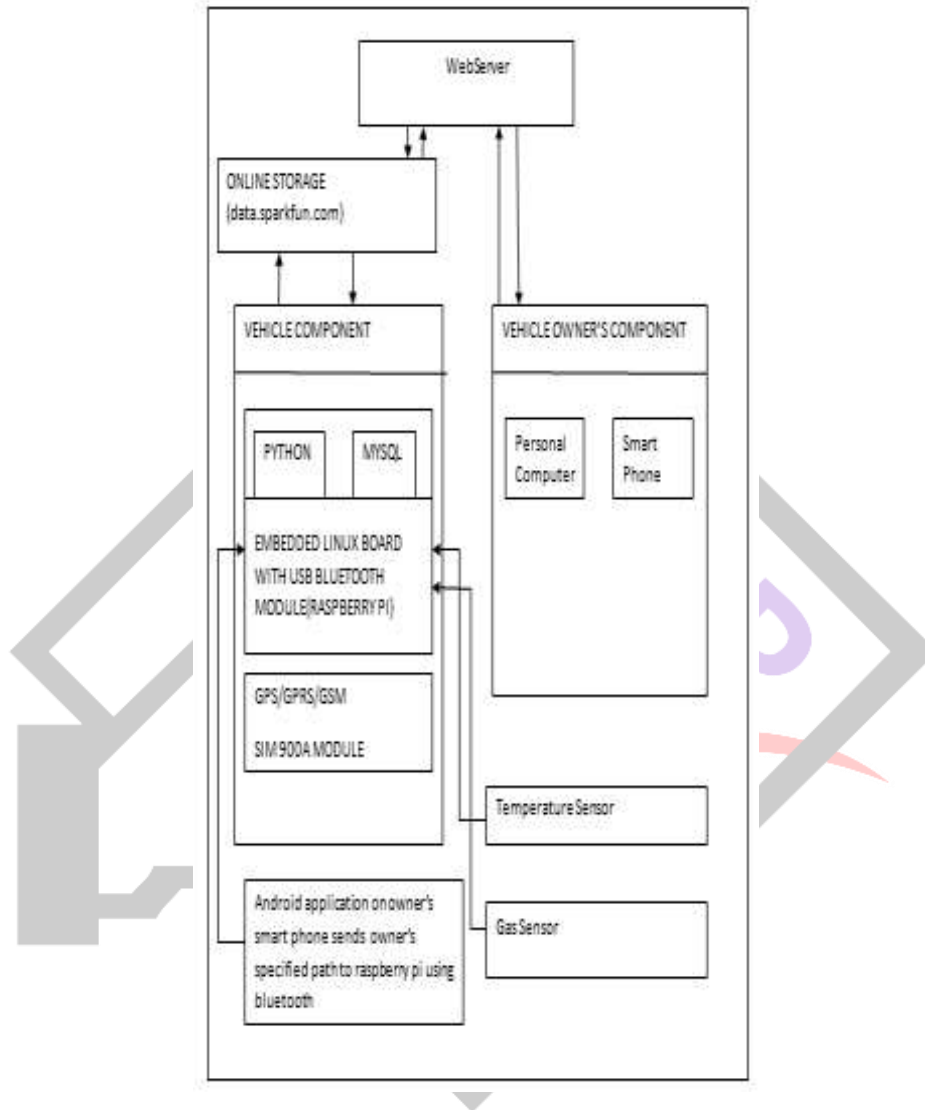 WebServer
ONLINE STORAGE
(data.sparkfun.com)
VEHICLE COMPONENT
VEHICLE OWNER'S COMPONENT
PYTHON
MYSQL
Personal
Computer
Smart
Phone
EMBEDDED LINUX BOARD
WITH USB BLUETOOTH
MODULE(RASPBERRY PI)
GPS/GPRS/GSM
SIM 900A MODULE
Temperature Sensor
Android application on owner's
smart phone sends owner's
specified path to raspberry pi using
bluetooth
Gas Sensor